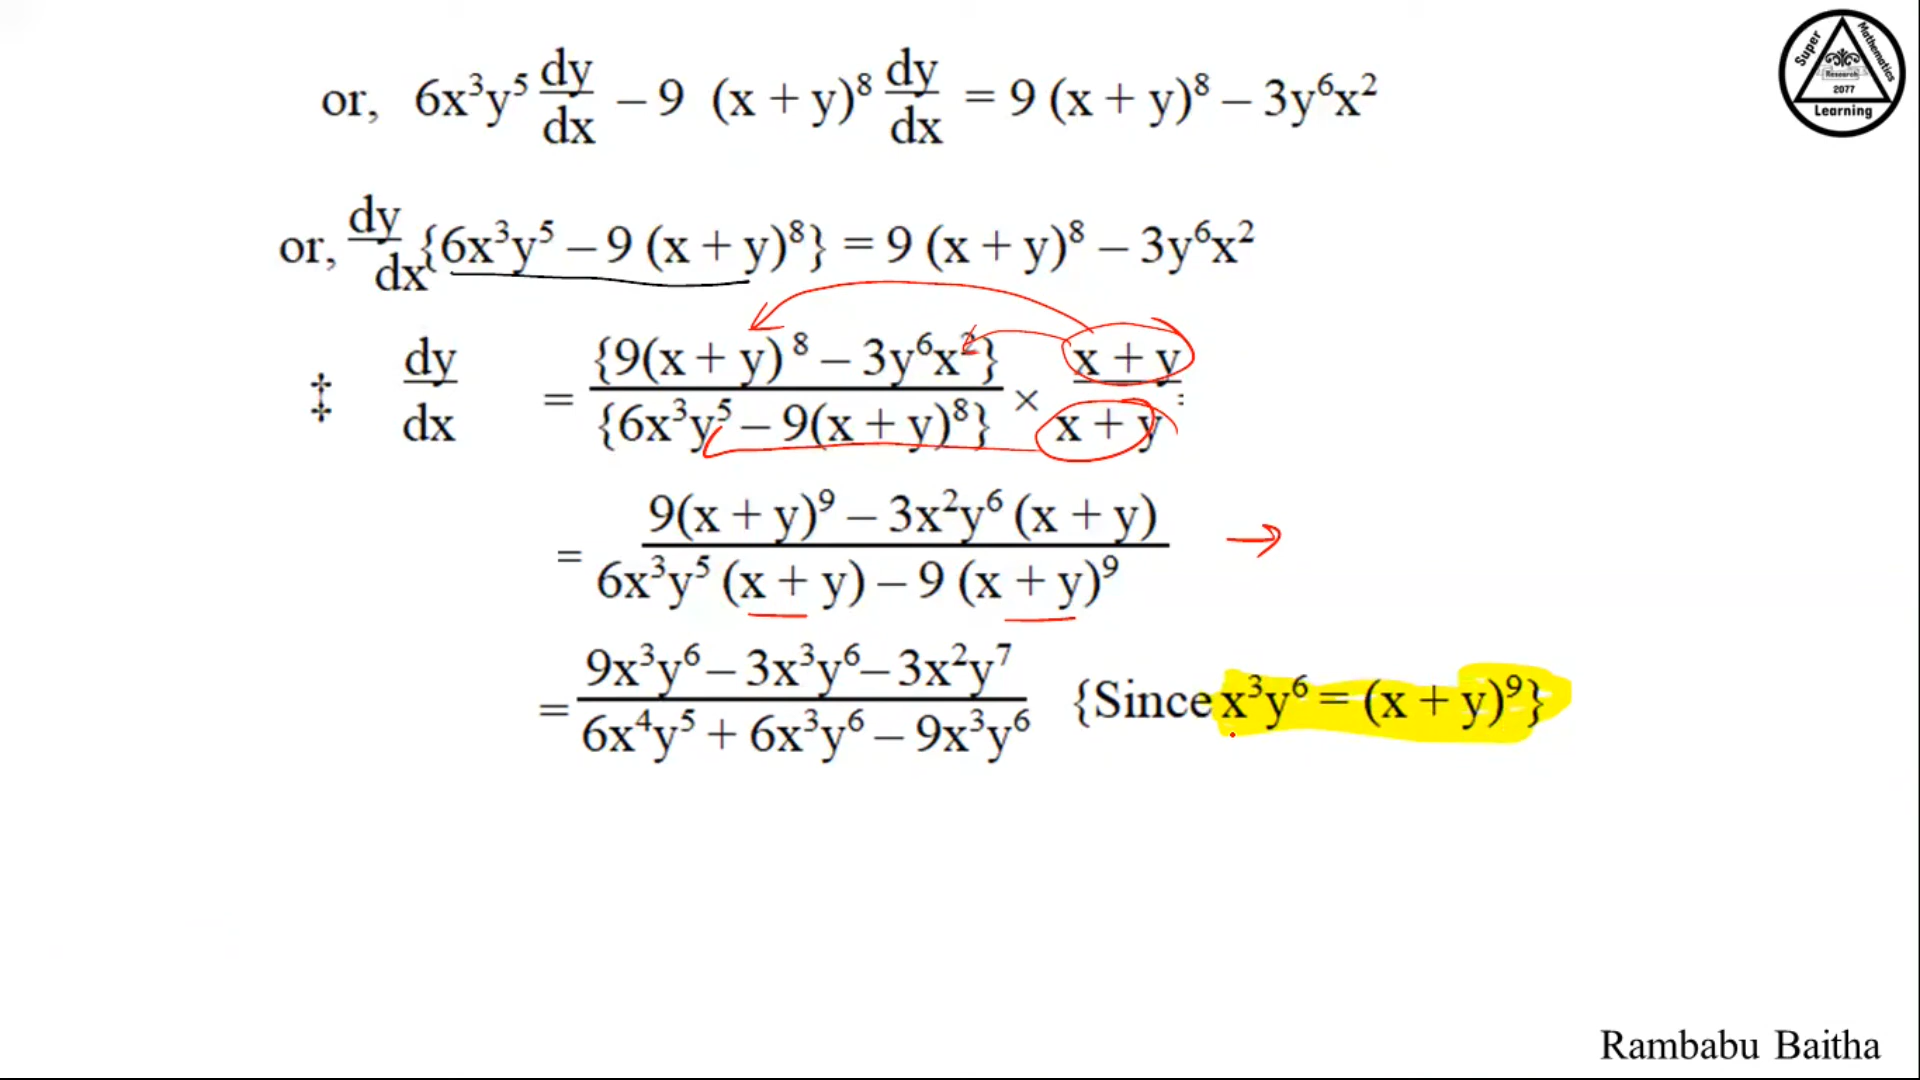 Super Mathematics
Research
2077
Learning
or, 6x³y⁵ dy/dx – 9 (x + y)⁸ dy/dx = 9 (x + y)⁸ – 3y⁶x²
or, dy/dx {6x³y⁵ – 9 (x + y)⁸} = 9 (x + y)⁸ – 3y⁶x²
‡ dy/dx = {9(x + y)⁸ – 3y⁶x²}/{6x³y⁵ – 9(x + y)⁸} × x + y/x + y :
= 9(x + y)⁹ – 3x²y⁶ (x + y)/6x³y⁵ (x + y) – 9 (x + y)⁹ →
= 9x³y⁶ – 3x³y⁶ – 3x²y⁷/6x⁴y⁵ + 6x³y⁶ – 9x³y⁶ {Since x³y⁶ = (x + y)⁹}
Rambabu Baitha